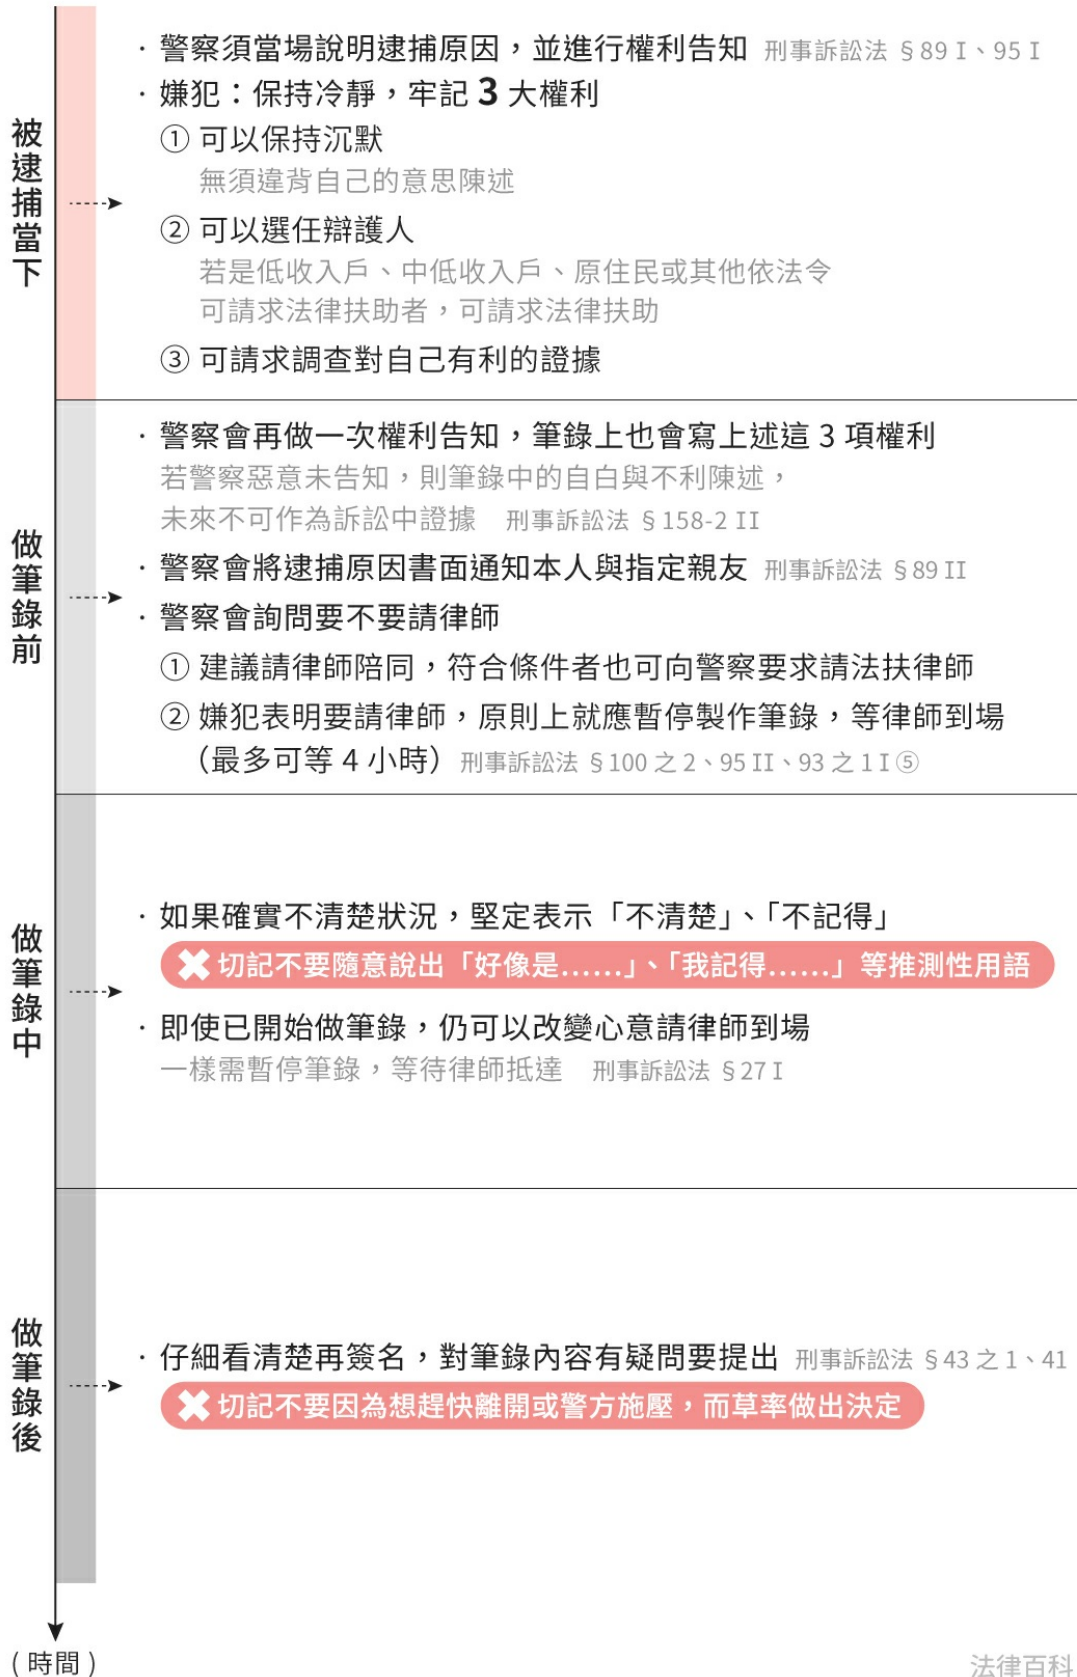 被逮捕當下
· 警察須當場說明逮捕原因，並進行權利告知 刑事訴訟法 §89 I、95 I
· 嫌犯：保持冷靜，牢記 3 大權利
① 可以保持沉默
無須違背自己的意思陳述
② 可以選任辯護人
若是低收入戶、中低收入戶、原住民或其他依法令
可請求法律扶助者，可請求法律扶助
③ 可請求調查對自己有利的證據
做筆錄前
· 警察會再做一次權利告知，筆錄上也會寫上述這 3 項權利
若警察惡意未告知，則筆錄中的自白與不利陳述，
未來不可作為訴訟中證據 刑事訴訟法 §158-2 II
· 警察會將逮捕原因書面通知本人與指定親友 刑事訴訟法 §89 II
· 警察會詢問要不要請律師
① 建議請律師陪同，符合條件者也可向警察要求請法扶律師
② 嫌犯表明要請律師，原則上就應暫停製作筆錄，等律師到場
（最多可等 4 小時）刑事訴訟法 §100 之 2、95 II、93 之 1 I ⑤
做筆錄中
· 如果確實不清楚狀況，堅定表示「不清楚」、「不記得」
✖ 切記不要隨意說出「好像是……」、「我記得……」等推測性用語
· 即使已開始做筆錄，仍可以改變心意請律師到場
一樣需暫停筆錄，等待律師抵達 刑事訴訟法 §27 I
做筆錄後
· 仔細看清楚再簽名，對筆錄內容有疑問要提出 刑事訴訟法 §43 之 1、41
✖ 切記不要因為想趕快離開或警方施壓，而草率做出決定
(時間)
法律百科